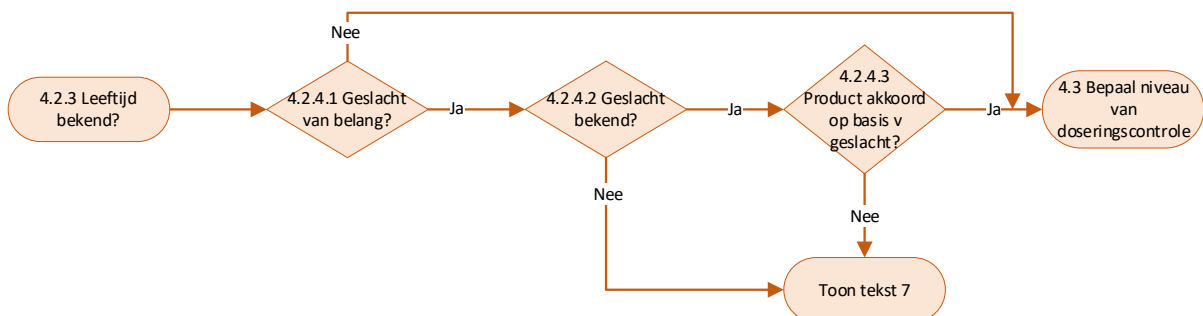 Nee
4.2.3 Leeftijd
bekend?
4.2.4.1 Geslacht
van belang?
Ja
4.2.4.2 Geslacht
bekend?
Ja
4.2.4.3
Product akkoord
op basis v
geslacht?
Ja
4.3 Bepaal niveau
van
doseringscontrole
Nee
Nee
Toon tekst 7